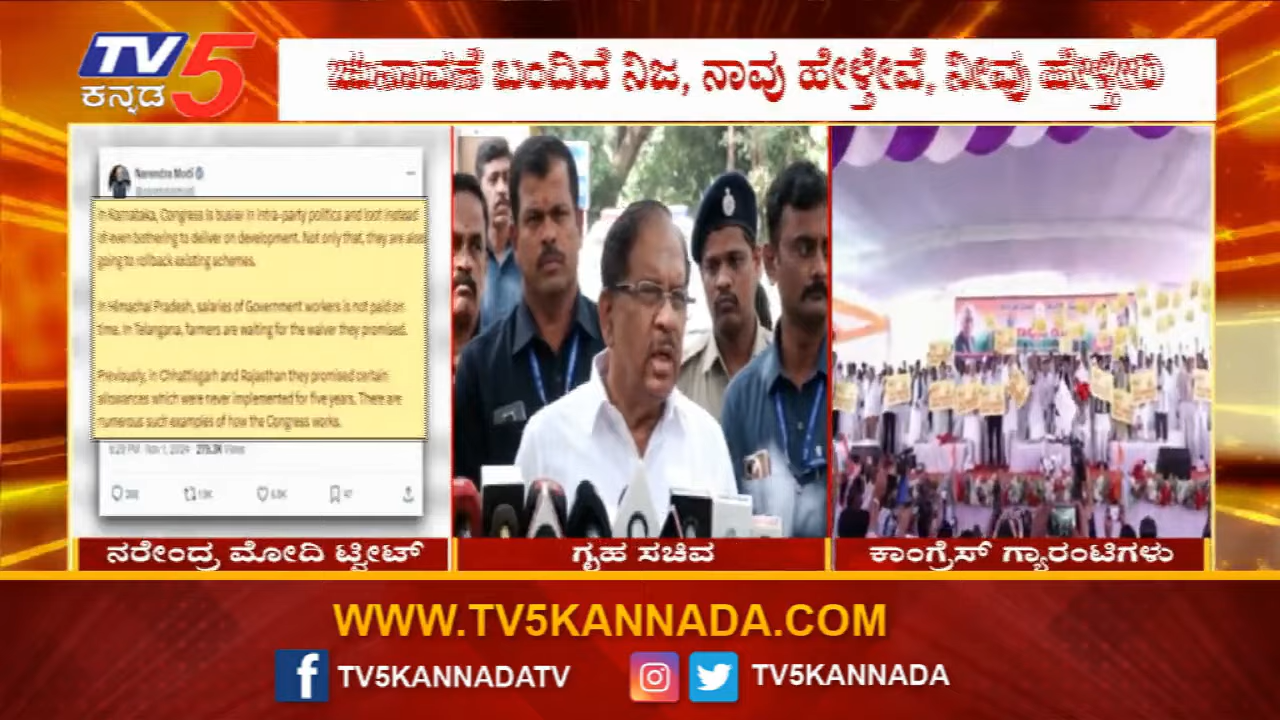 TV5
ಕನ್ನಡ
ಚುನಾವಣೆ ಬಂದಿದೆ ನಿಜ, ನಾವು ಹೇಳ್ತೇವೆ, ನೀವು
Narendra Modi
In Karnataka, Congress is busier in intra-party politics and loot instead
of even bothering to deliver on development. Not only that, they are also
going to rollback existing schemes.
In Himachal Pradesh, salaries of Government workers is not paid on
time. In Telangana, farmers are waiting for the waiver they promised.
Previously, in Chhattisgarh and Rajasthan they promised certain
allowances which were never implemented for five years. There are
numerous such examples of how the Congress works.
Nov 1, 2024 Views
ನರೇಂದ್ರ ಮೋದಿ ಟ್ವೀಟ್
ಗೃಹ ಸಚಿವ
ಕಾಂಗ್ರೆಸ್ ಗ್ಯಾರಂಟಿಗಳು
WWW.TV5KANNADA.COM
f TV5KANNADATV
TV5KANNADA